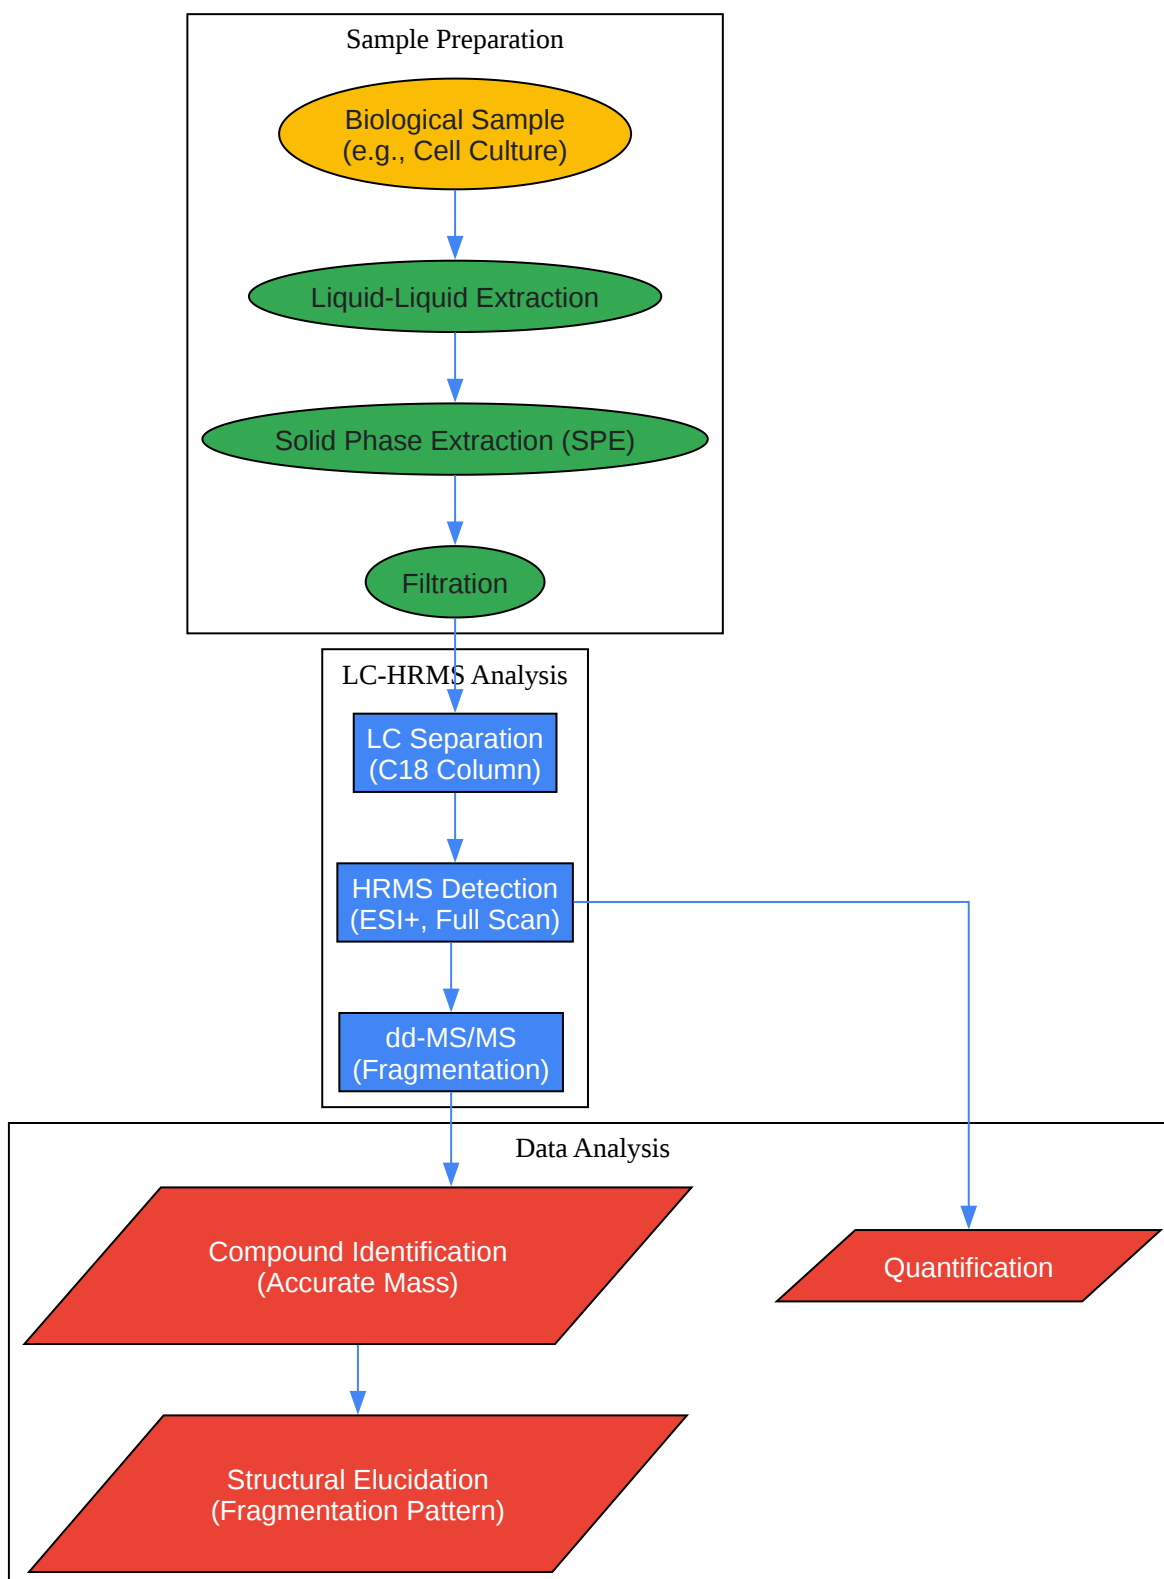 Sample Preparation
Biological Sample
(e.g., Cell Culture)
Liquid-Liquid Extraction
Solid Phase Extraction (SPE)
Filtration
LC-HRMS Analysis
LC Separation
(C18 Column)
HRMS Detection
(ESI+, Full Scan)
dd-MS/MS
(Fragmentation)
Data Analysis
Compound Identification
(Accurate Mass)
Quantification
Structural Elucidation
(Fragmentation Pattern)